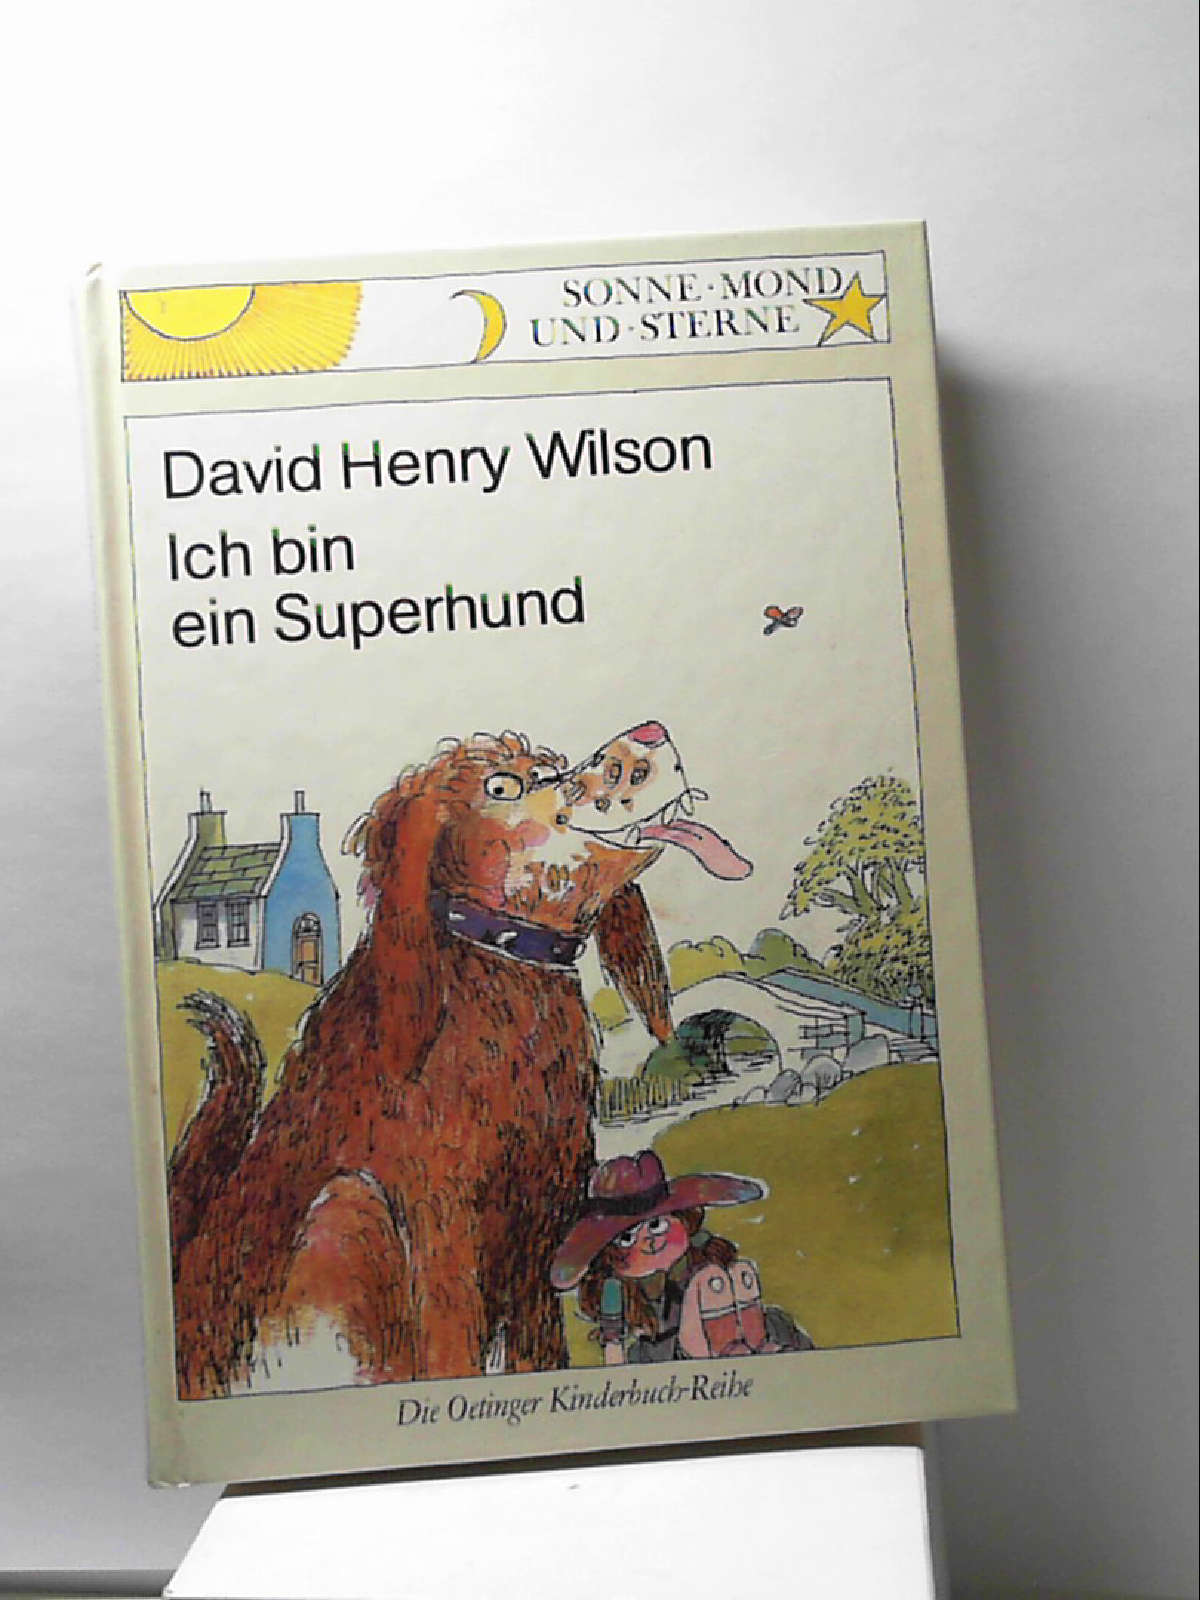 SONNE · MOND
UND · STERNE
David Henry Wilson
Ich bin
ein Superhund
Die Oetinger Kinderbuch-Reihe